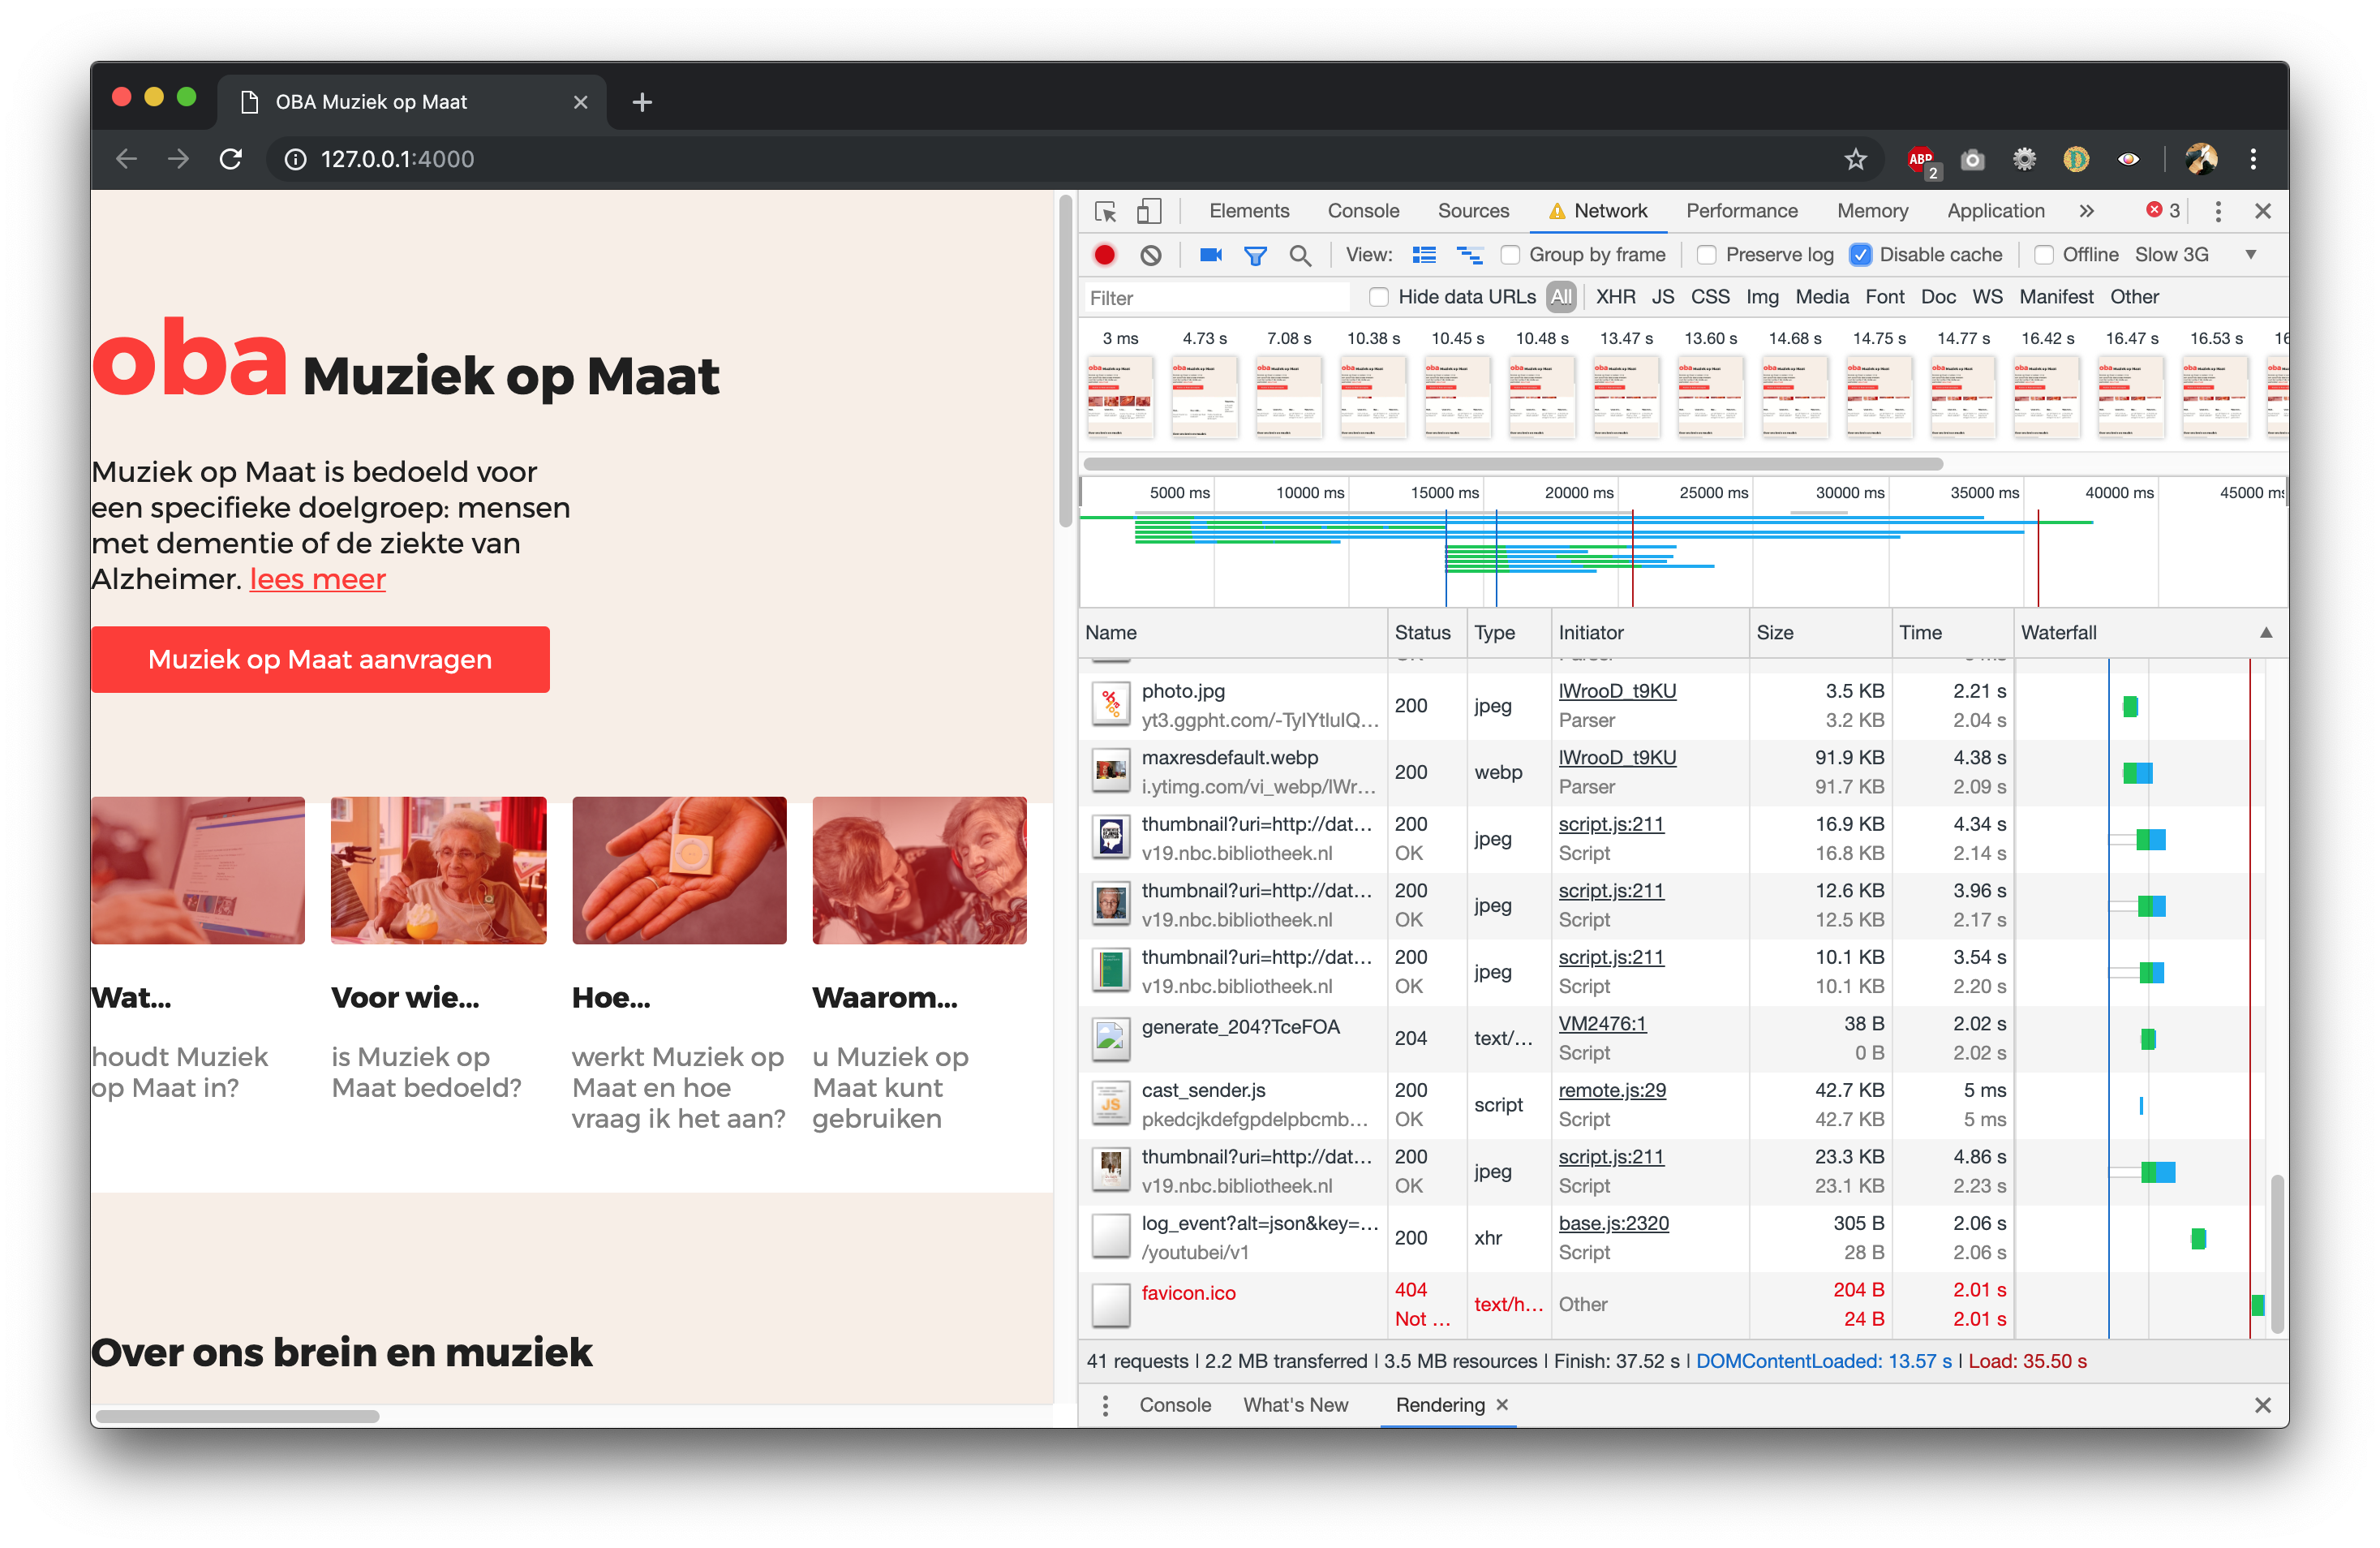 OBA Muziek op Maat
127.0.0.1:4000
ABP
2
oba Muziek op Maat
Muziek op Maat is bedoeld voor
een specifieke doelgroep: mensen
met dementie of de ziekte van
Alzheimer. lees meer
Muziek op Maat aanvragen
Wat...
houdt Muziek
op Maat in?
Voor wie...
is Muziek op
Maat bedoeld?
Hoe...
werkt Muziek op
Maat en hoe
vraag ik het aan?
Waarom...
u Muziek op
Maat kunt
gebruiken
Over ons brein en muziek
Elements Console Sources Network Performance Memory Application » 3
View: Group by frame Preserve log Disable cache Offline Slow 3G
Filter Hide data URLs All XHR JS CSS Img Media Font Doc WS Manifest Other
3 ms 4.73 s 7.08 s 10.38 s 10.45 s 10.48 s 13.47 s 13.60 s 14.68 s 14.75 s 14.77 s 16.42 s 16.47 s 16.53 s 16
5000 ms 10000 ms 15000 ms 20000 ms 25000 ms 30000 ms 35000 ms 40000 ms 45000 ms
Name Status Type Initiator Size Time Waterfall
photo.jpg 200 jpeg lWrooD_t9KU 3.5 KB 2.21 s
yt3.ggpht.com/-TyIYtIuIQ... Parser 3.2 KB 2.04 s
maxresdefault.webp 200 webp lWrooD_t9KU 91.9 KB 4.38 s
i.ytimg.com/vi_webp/lWr... Parser 91.7 KB 2.09 s
thumbnail?uri=http://dat... 200 jpeg script.js:211 16.9 KB 4.34 s
v19.nbc.bibliotheek.nl OK Script 16.8 KB 2.14 s
thumbnail?uri=http://dat... 200 jpeg script.js:211 12.6 KB 3.96 s
v19.nbc.bibliotheek.nl OK Script 12.5 KB 2.17 s
thumbnail?uri=http://dat... 200 jpeg script.js:211 10.1 KB 3.54 s
v19.nbc.bibliotheek.nl OK Script 10.1 KB 2.20 s
generate_204?TceFOA 204 text/... VM2476:1 38 B 2.02 s
Script 0 B 2.02 s
cast_sender.js 200 script remote.js:29 42.7 KB 5 ms
pkedcjkdefgpdelpbcmb... OK Script 42.7 KB 5 ms
thumbnail?uri=http://dat... 200 jpeg script.js:211 23.3 KB 4.86 s
v19.nbc.bibliotheek.nl OK Script 23.1 KB 2.23 s
log_event?alt=json&key=... 200 xhr base.js:2320 305 B 2.06 s
/youtubei/v1 Script 28 B 2.06 s
favicon.ico 404 text/h... Other 204 B 2.01 s
Not ... 24 B 2.01 s
41 requests | 2.2 MB transferred | 3.5 MB resources | Finish: 37.52 s | DOMContentLoaded: 13.57 s | Load: 35.50 s
Console What's New Rendering